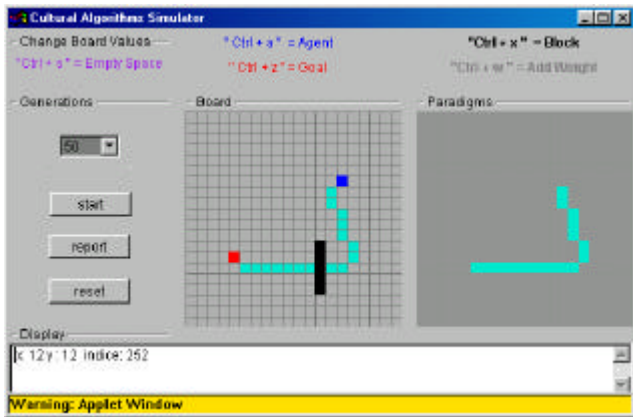 Cultural Algorithms Simulator
Change Board Values
"Ctrl + a" = Agent
"Ctrl + x" = Block
"Ctrl + s" = Empty Space
"Ctrl + z" = Goal
"Ctrl + w" = Add Weight
Generations
Board
Paradigms
50
start
report
reset
Display
x: 12 y: 12 indice: 252
Warning: Applet Window